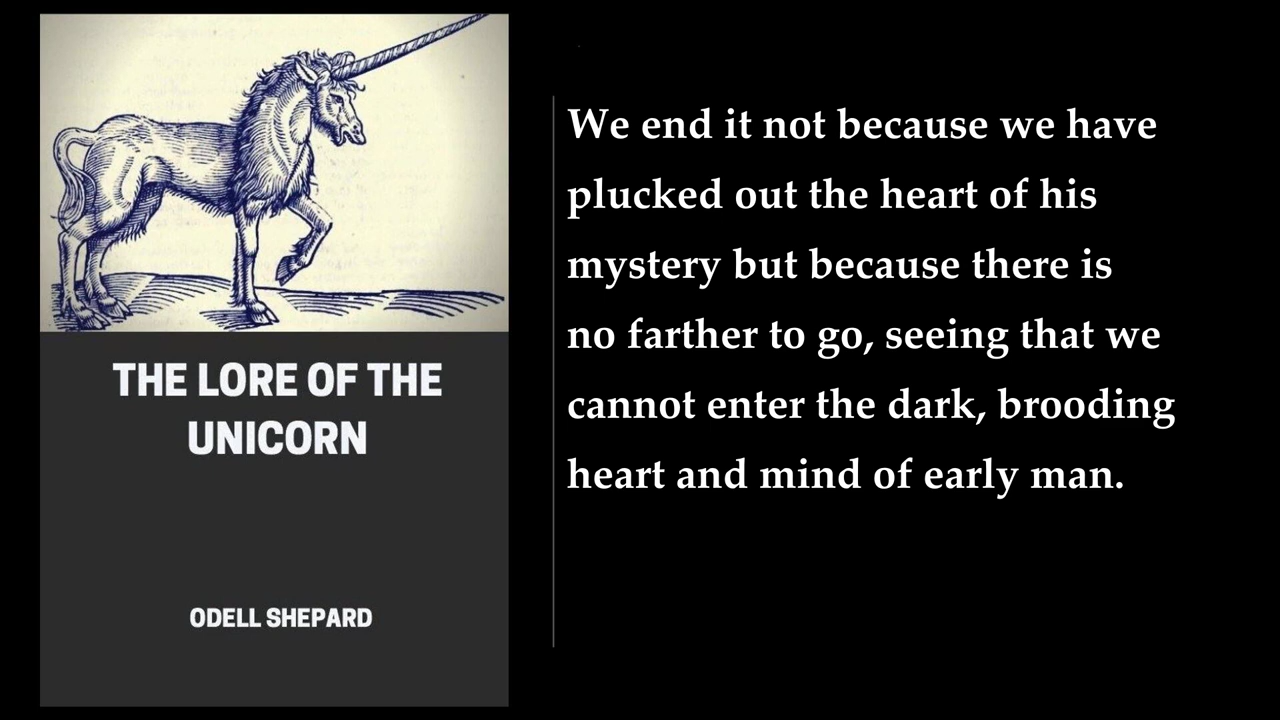 THE LORE OF THE
UNICORN
ODELL SHEPARD
We end it not because we have
plucked out the heart of his
mystery but because there is
no farther to go, seeing that we
cannot enter the dark, brooding
heart and mind of early man.